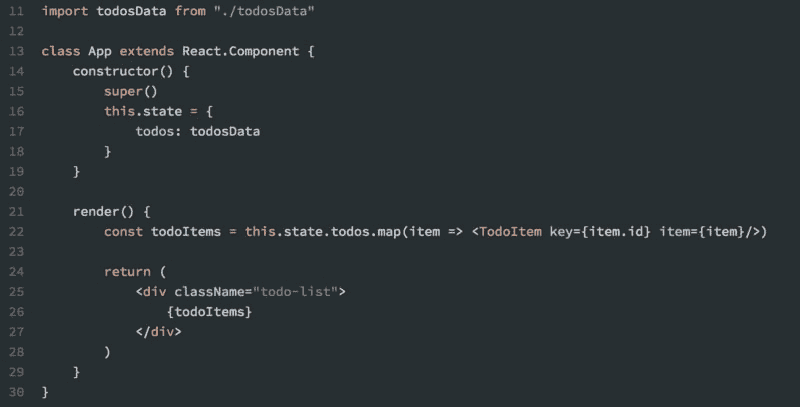 11 import todosData from "./todosData"
12
13 class App extends React.Component {
14     constructor() {
15         super()
16         this.state = {
17             todos: todosData
18         }
19     }
20
21     render() {
22         const todoItems = this.state.todos.map(item => <TodoItem key={item.id} item={item}/>)
23
24         return (
25             <div className="todo-list">
26                 {todoItems}
27             </div>
28         )
29     }
30 }